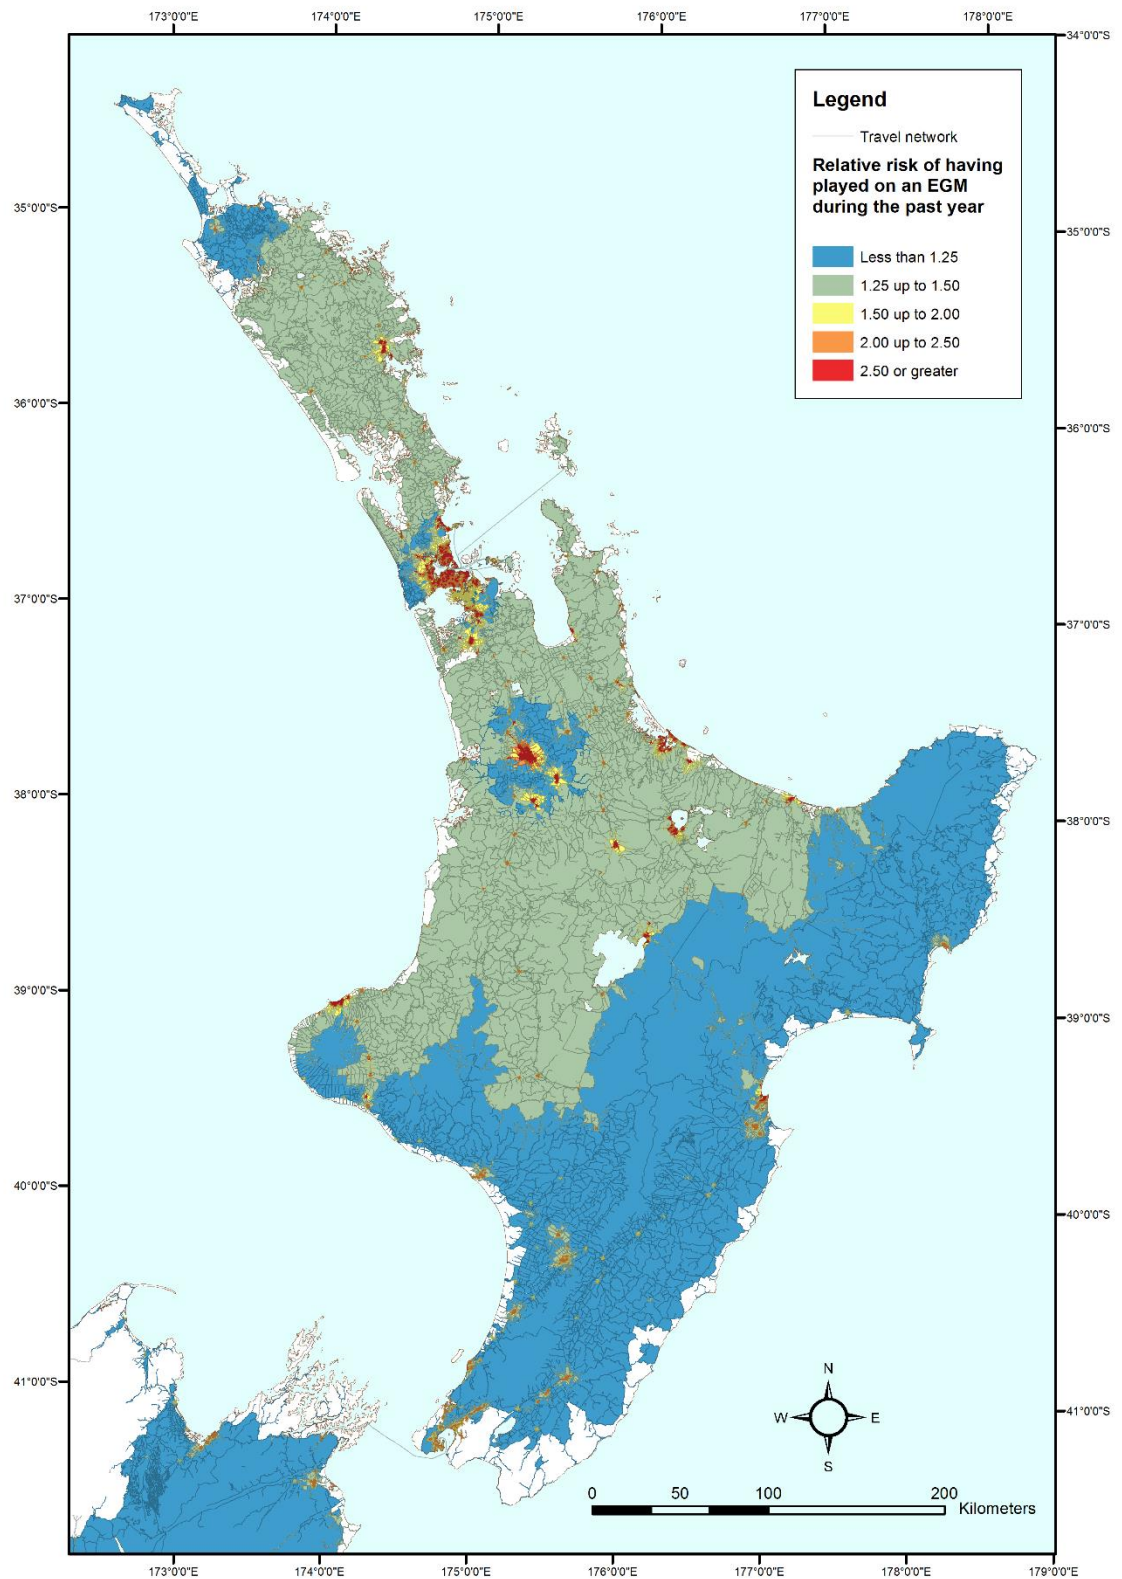 173°0'0"E 174°0'0"E 175°0'0"E 176°0'0"E 177°0'0"E 178°0'0"E
34°0'0"S
Legend
Travel network
Relative risk of having
played on an EGM
during the past year
Less than 1.25
1.25 up to 1.50
1.50 up to 2.00
2.00 up to 2.50
2.50 or greater
35°0'0"S 35°0'0"S
36°0'0"S 36°0'0"S
37°0'0"S 37°0'0"S
38°0'0"S 38°0'0"S
39°0'0"S 39°0'0"S
40°0'0"S 40°0'0"S
41°0'0"S 41°0'0"S
N
W E
S
0 50 100 200
Kilometers
173°0'0"E 174°0'0"E 175°0'0"E 176°0'0"E 177°0'0"E 178°0'0"E 179°0'0"E